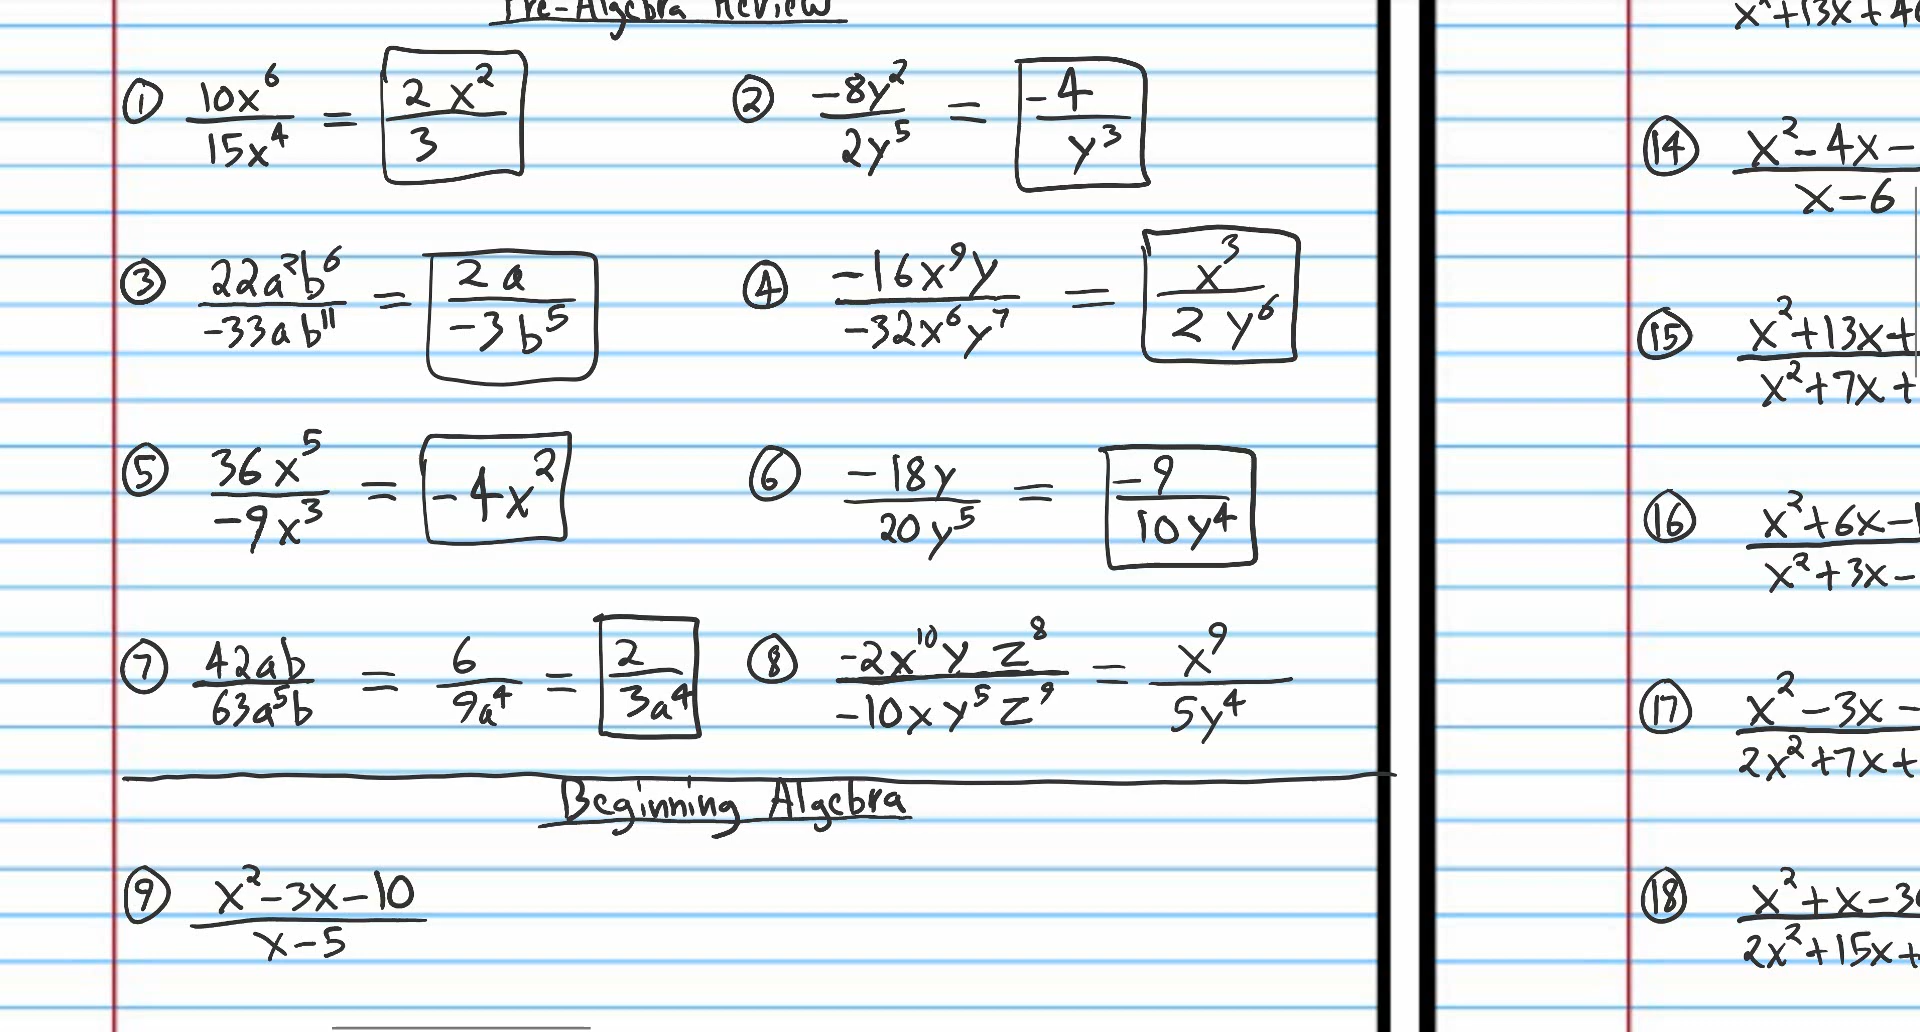 Pre-Algebra Review
① 10x^6/15x^4 = 2x^2/3
② -8y^2/2y^5 = -4/y^3
③ 22a^2b^6/-33ab^11 = 2a/-3b^5
④ -16x^9y/-32x^6y^7 = x^3/2y^6
⑤ 36x^5/-9x^3 = -4x^2
⑥ -18y/20y^5 = -9/10y^4
⑦ 42ab/63a^5b = 6/9a^4 = 2/3a^4
⑧ -2x^10yz^8/-10xy^5z^9 = x^9/5y^4
Beginning Algebra
⑨ x^2-3x-10/x-5
x^2+13x+4
⑭ x^2-4x-/x-6
⑮ x^2+13x+/x^2+7x+
⑯ x^2+6x-/x^2+3x-
⑰ x^2-3x-/2x^2+7x+
⑱ x^2+x-3/2x^2+15x+